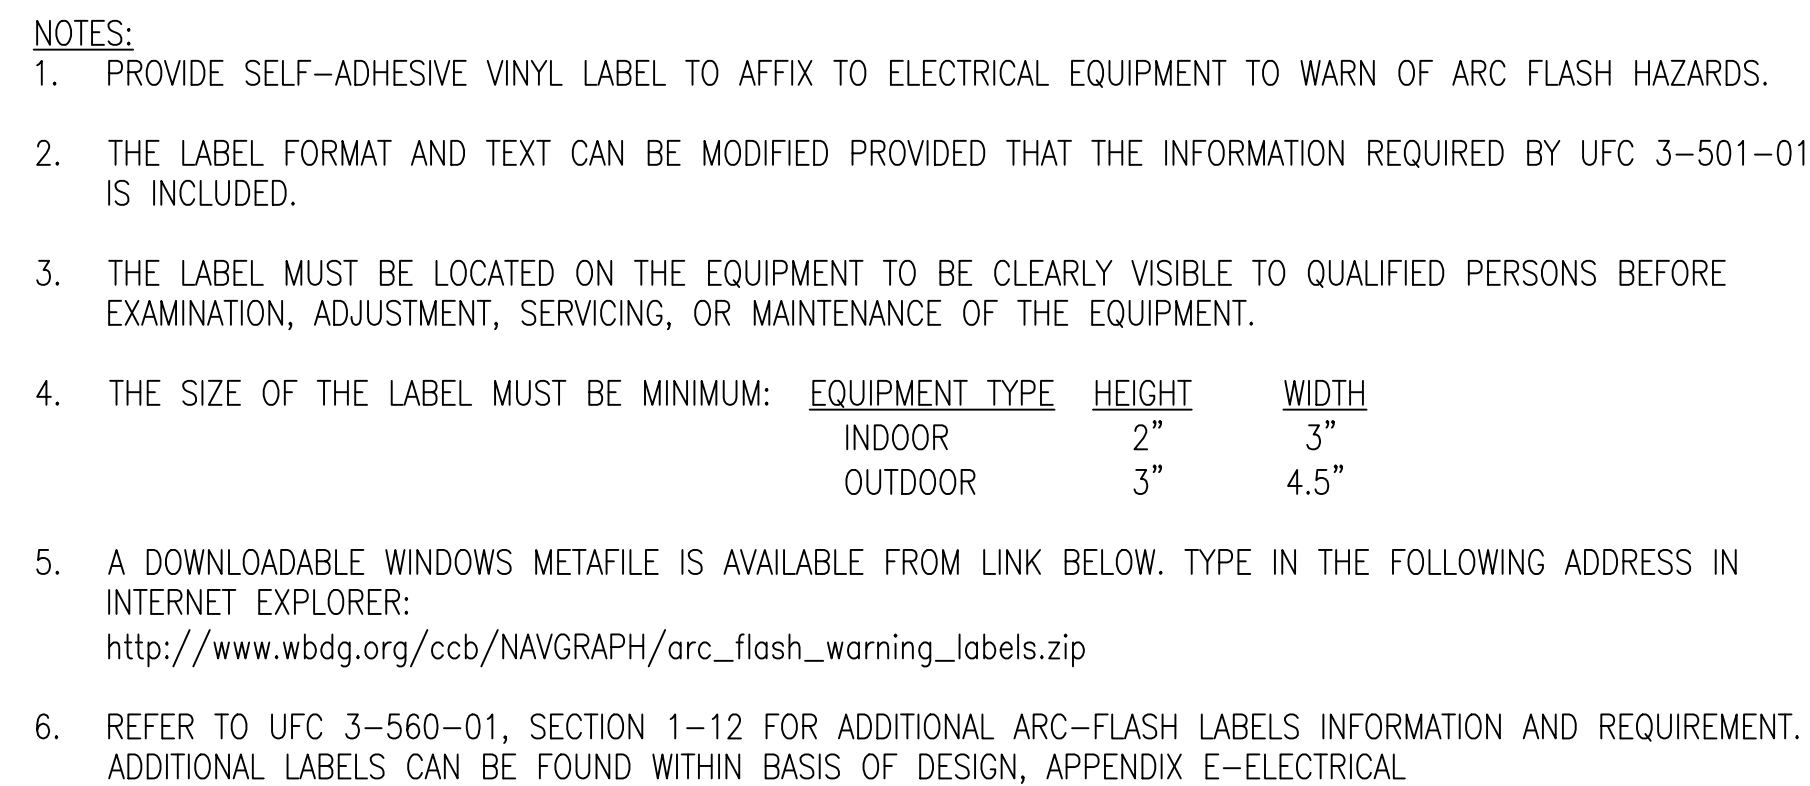 NOTES:
1. PROVIDE SELF-ADHESIVE VINYL LABEL TO AFFIX TO ELECTRICAL EQUIPMENT TO WARN OF ARC FLASH HAZARDS.
2. THE LABEL FORMAT AND TEXT CAN BE MODIFIED PROVIDED THAT THE INFORMATION REQUIRED BY UFC 3-501-01
IS INCLUDED.
3. THE LABEL MUST BE LOCATED ON THE EQUIPMENT TO BE CLEARLY VISIBLE TO QUALIFIED PERSONS BEFORE
EXAMINATION, ADJUSTMENT, SERVICING, OR MAINTENANCE OF THE EQUIPMENT.
4. THE SIZE OF THE LABEL MUST BE MINIMUM: EQUIPMENT TYPE HEIGHT WIDTH
INDOOR 2" 3"
OUTDOOR 3" 4.5"
5. A DOWNLOADABLE WINDOWS METAFILE IS AVAILABLE FROM LINK BELOW. TYPE IN THE FOLLOWING ADDRESS IN
INTERNET EXPLORER:
http://www.wbdg.org/ccb/NAVGRAPH/arc_flash_warning_labels.zip
6. REFER TO UFC 3-560-01, SECTION 1-12 FOR ADDITIONAL ARC-FLASH LABELS INFORMATION AND REQUIREMENT.
ADDITIONAL LABELS CAN BE FOUND WITHIN BASIS OF DESIGN, APPENDIX E-ELECTRICAL